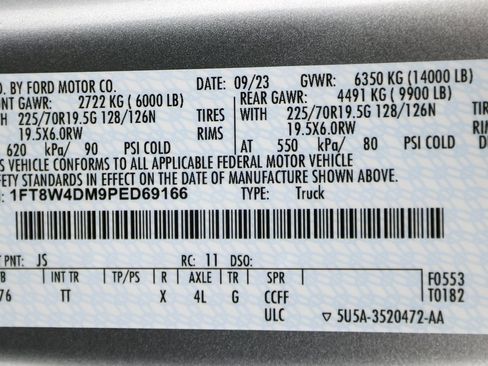 O. BY FORD MOTOR CO. DATE: 09/23 GVWR: 6350 KG (14000 LB)
ONT GAWR: 2722 KG ( 6000 LB) REAR GAWR: 4491 KG ( 9900 LB)
225/70R19.5G 128/126N TIRES WITH 225/70R19.5G 128/126N
19.5X6.0RW RIMS 19.5X6.0RW
620 kPa/ 90 PSI COLD AT 550 kPa/ 80 PSI COLD
S VEHICLE CONFORMS TO ALL APPLICABLE FEDERAL MOTOR VEHICLE
FETY STANDARDS IN EFFECT ON THE DATE OF MANUFACTURE SHOWN ABOVE.
: 1FT8W4DM9PED69166 TYPE: Truck
T PNT: JS RC: 11 DSO:
B INT TR TP/PS R AXLE TR SPR F0553
76 TT X 4L G CCFF T0182
ULC ▽ 5U5A-3520472-AA